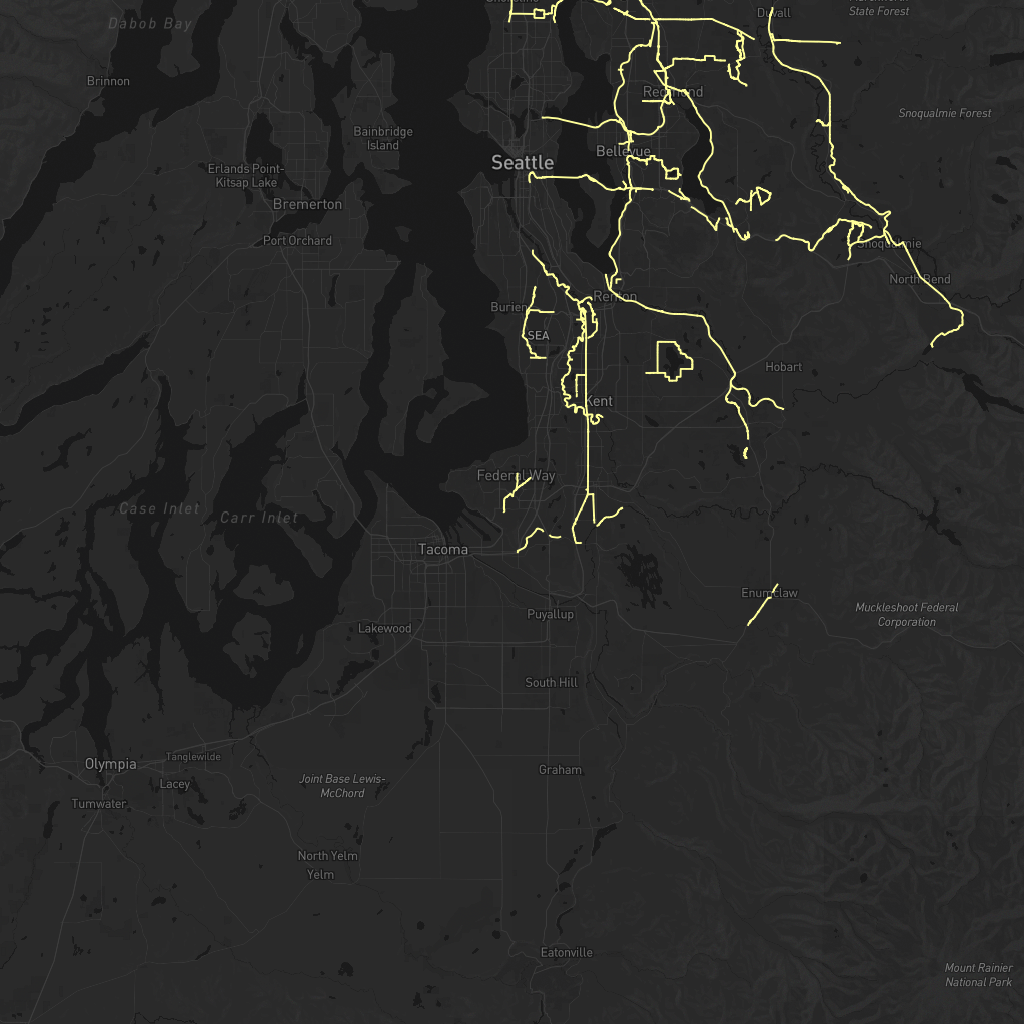 Dabob Bay
Duvall
State Forest
Brinnon
Redmond
Snoqualmie Forest
Bainbridge
Island
Seattle
Bellevue
Erlands Point-
Kitsap Lake
Bremerton
Port Orchard
Snoqualmie
North Bend
Renton
Burien
SEA
Hobart
Kent
Federal Way
Case Inlet
Carr Inlet
Tacoma
Enumclaw
Muckleshoot Federal
Corporation
Puyallup
Lakewood
South Hill
Olympia
Tanglewilde
Lacey
Tumwater
Joint Base Lewis-
McChord
Graham
North Yelm
Yelm
Eatonville
Mount Rainier
National Park